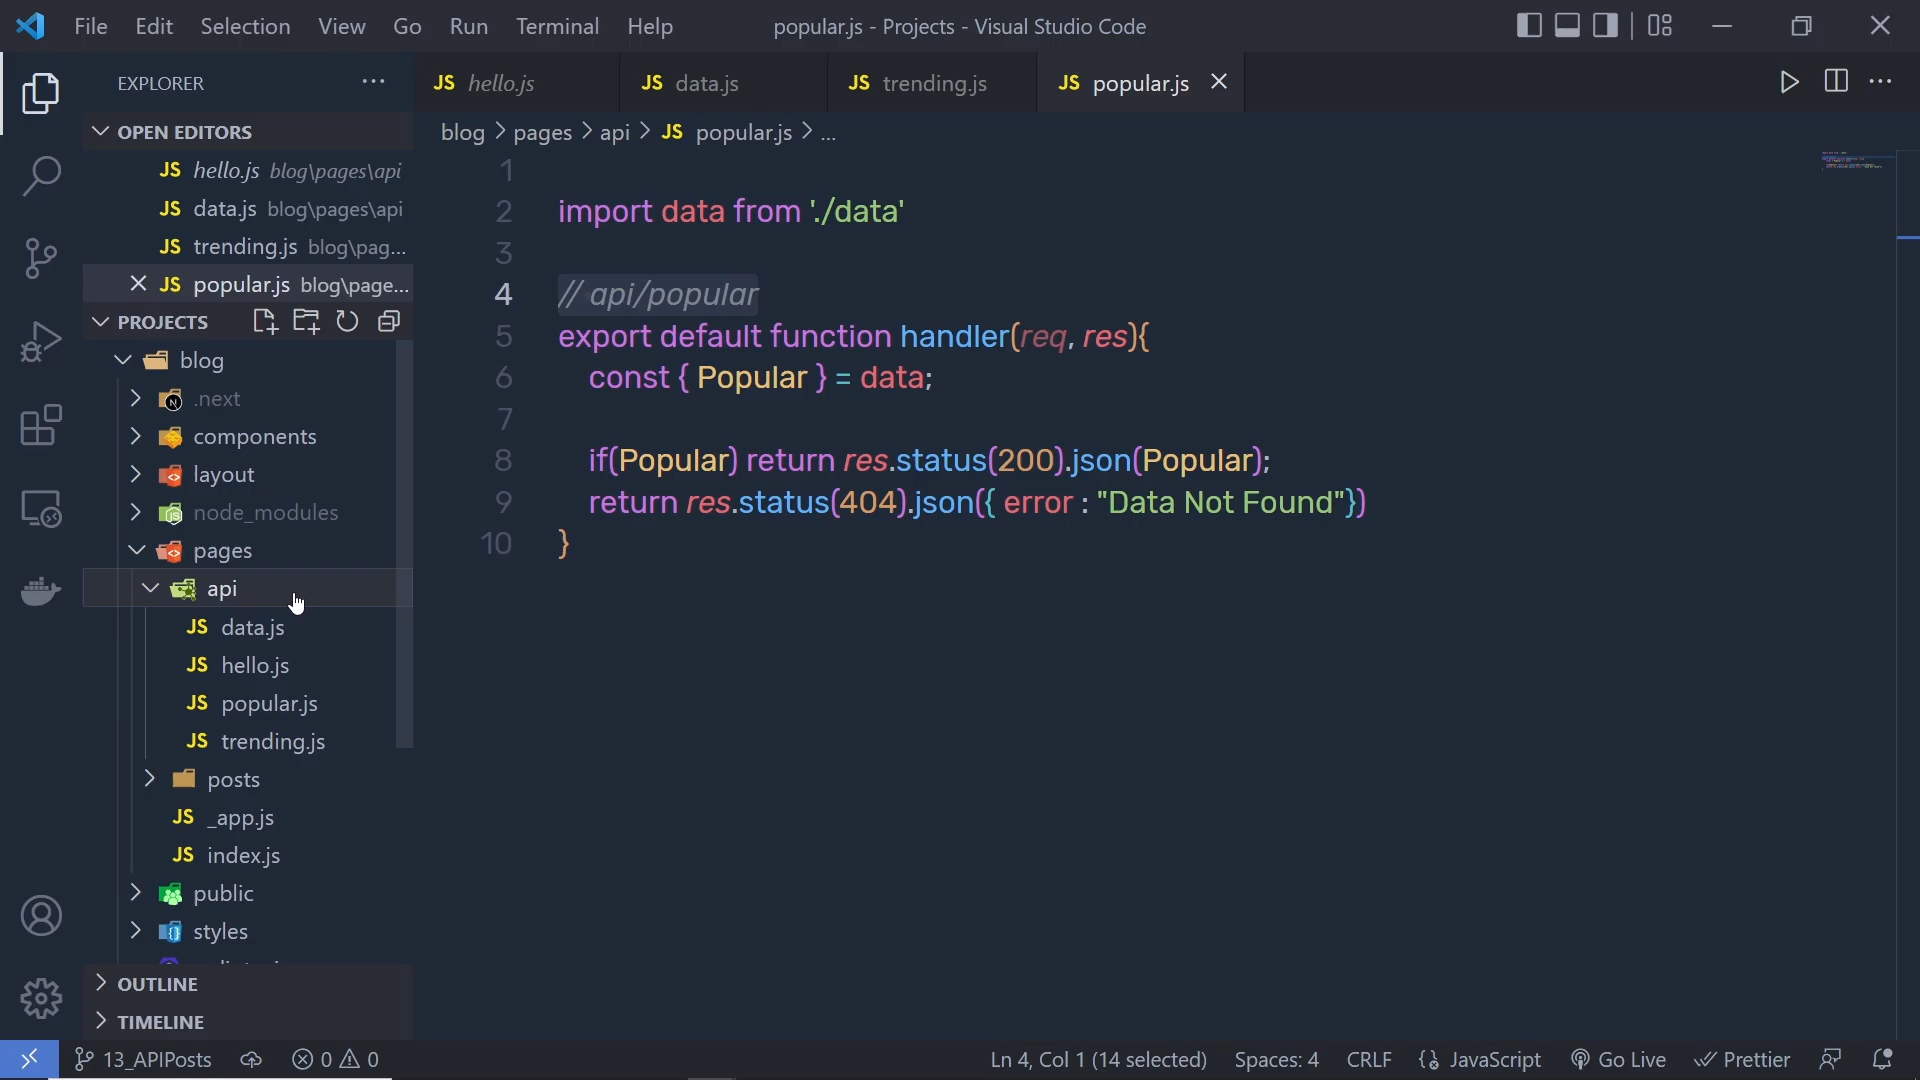 File Edit Selection View Go Run Terminal Help
popular.js - Projects - Visual Studio Code
EXPLORER
OPEN EDITORS
JS hello.js blog\pages\api
JS data.js blog\pages\api
JS trending.js blog\pag...
JS popular.js blog\page...
PROJECTS
blog
.next
components
layout
node_modules
pages
api
JS data.js
JS hello.js
JS popular.js
JS trending.js
posts
JS _app.js
JS index.js
public
styles
OUTLINE
TIMELINE
JS hello.js JS data.js JS trending.js JS popular.js
blog > pages > api > JS popular.js > ...
1
2 import data from './data'
3
4 // api/popular
5 export default function handler(req, res){
6 const { Popular } = data;
7
8 if(Popular) return res.status(200).json(Popular);
9 return res.status(404).json({ error : "Data Not Found"})
10 }
13_APIPosts 0 0 Ln 4, Col 1 (14 selected) Spaces: 4 CRLF {} JavaScript Go Live Prettier